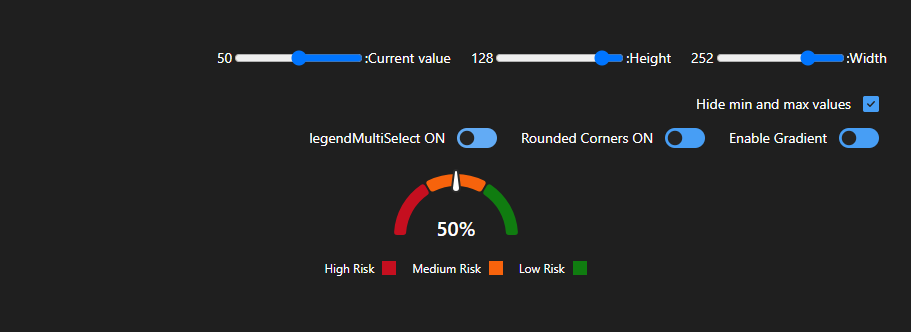 50 :Current value 128 :Height 252 :Width
Hide min and max values
legendMultiSelect ON Rounded Corners ON Enable Gradient
50%
High Risk Medium Risk Low Risk